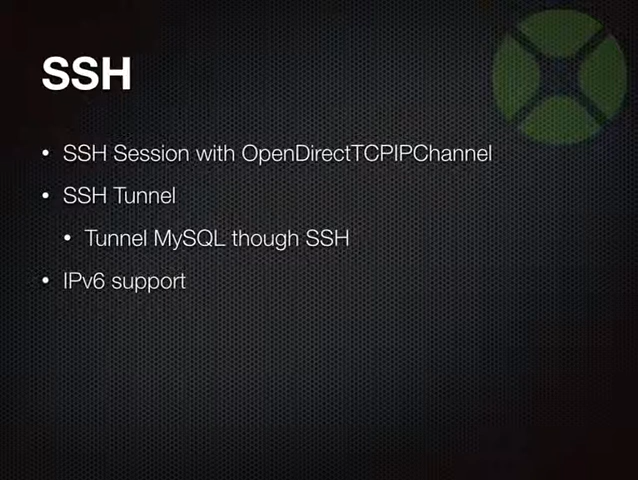 SSH
• SSH Session with OpenDirectTCPIPChannel
• SSH Tunnel
• Tunnel MySQL though SSH
• IPv6 support